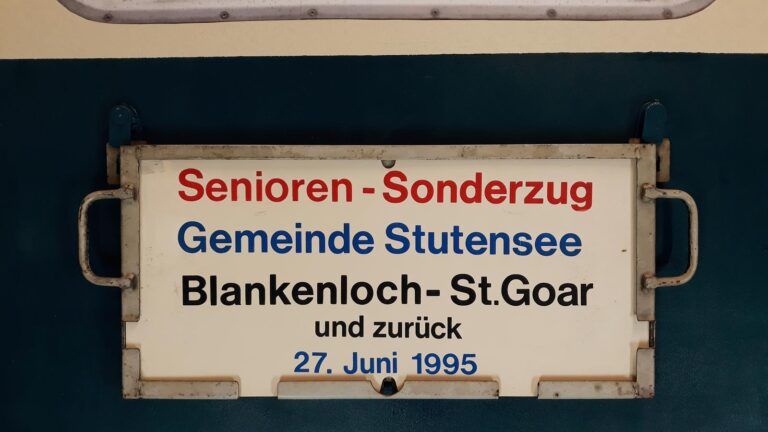 Senioren - Sonderzug
Gemeinde Stutensee
Blankenloch - St. Goar
und zurück
27. Juni 1995